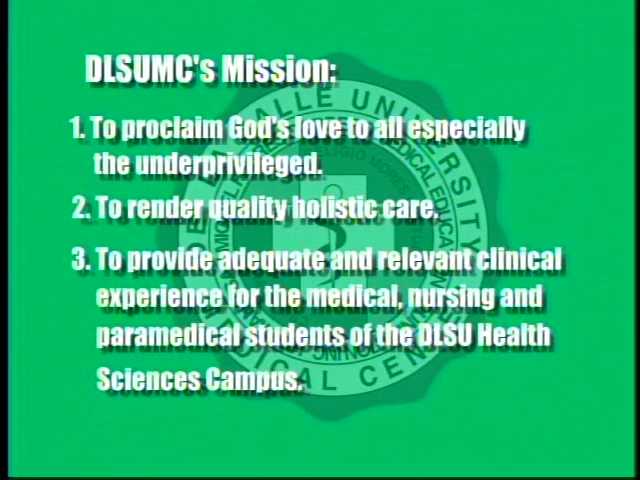 DLSUMC's Mission:
1. To proclaim God's love to all especially
the underprivileged.
2. To render quality holistic care.
3. To provide adequate and relevant clinical
experience for the medical, nursing and
paramedical students of the DLSU Health
Sciences Campus.